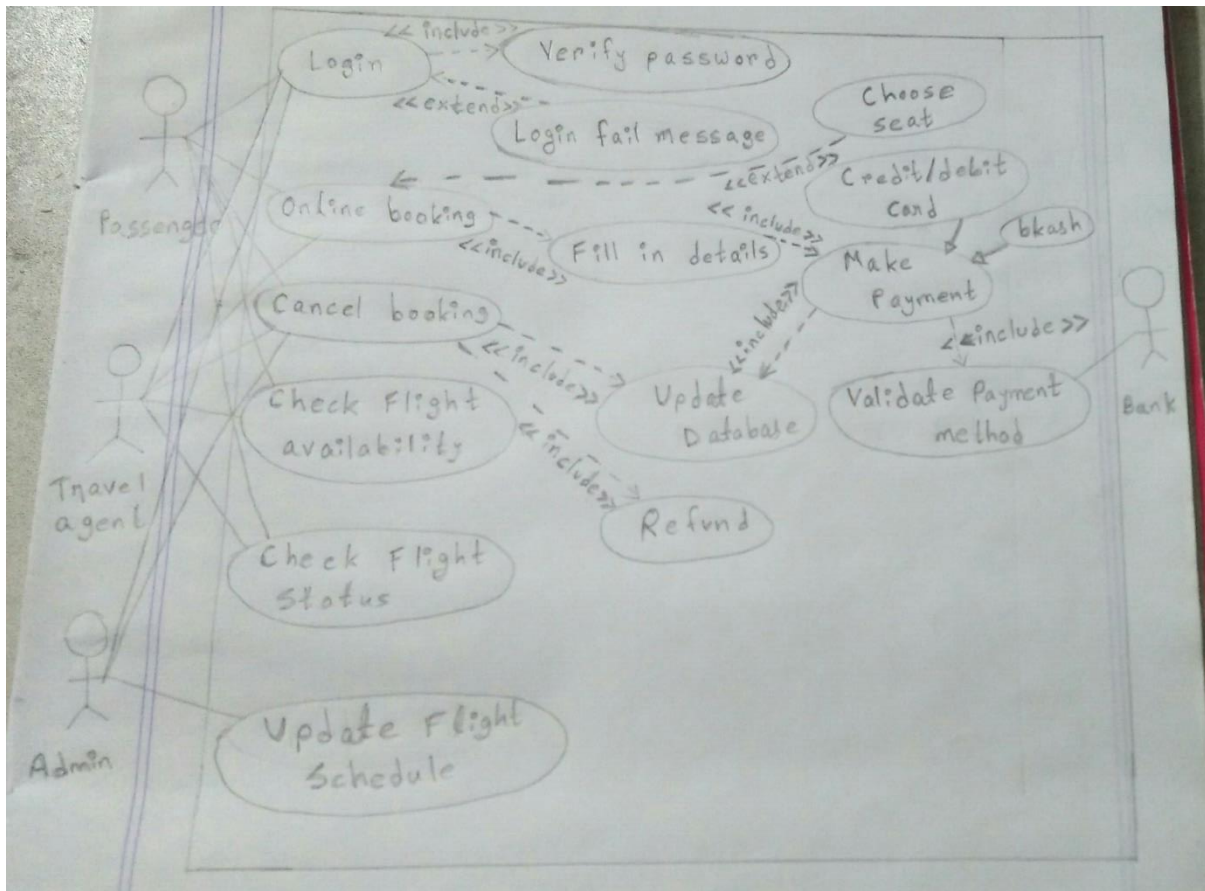 << include >>
Login
Verify password
<<extend>>
Login fail message
Choose
seat
<<extend>>
Credit/debit
Card
Passenger
Online booking
<< include >>
bkash
<<include>>
Fill in details
Make
Payment
Cancel booking
<<include>>
<<include>>
<<include>>
Check Flight
availability
Update
Database
Validate Payment
method
Bank
<<include>>
Travel
agent
Refund
Check Flight
Status
Update Flight
Schedule
Admin